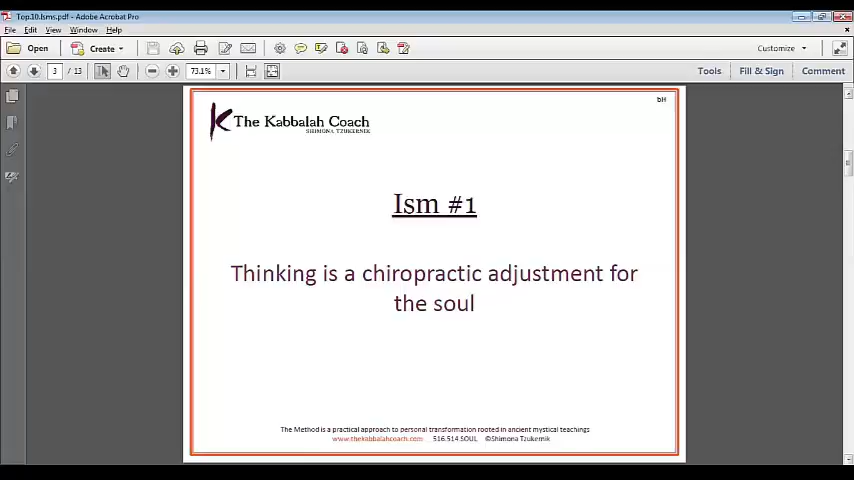 Top.10.Isms.pdf - Adobe Acrobat Pro
File Edit View Window Help
Open Create Customize
3 / 13 73.1% Tools Fill & Sign Comment
bH
The Kabbalah Coach
SHIMONA TZUKERNIK
Ism #1
Thinking is a chiropractic adjustment for
the soul
The Method is a practical approach to personal transformation rooted in ancient mystical teachings
www.thekabbalahcoach.com 516.514.SOUL ©Shimona Tzukernik